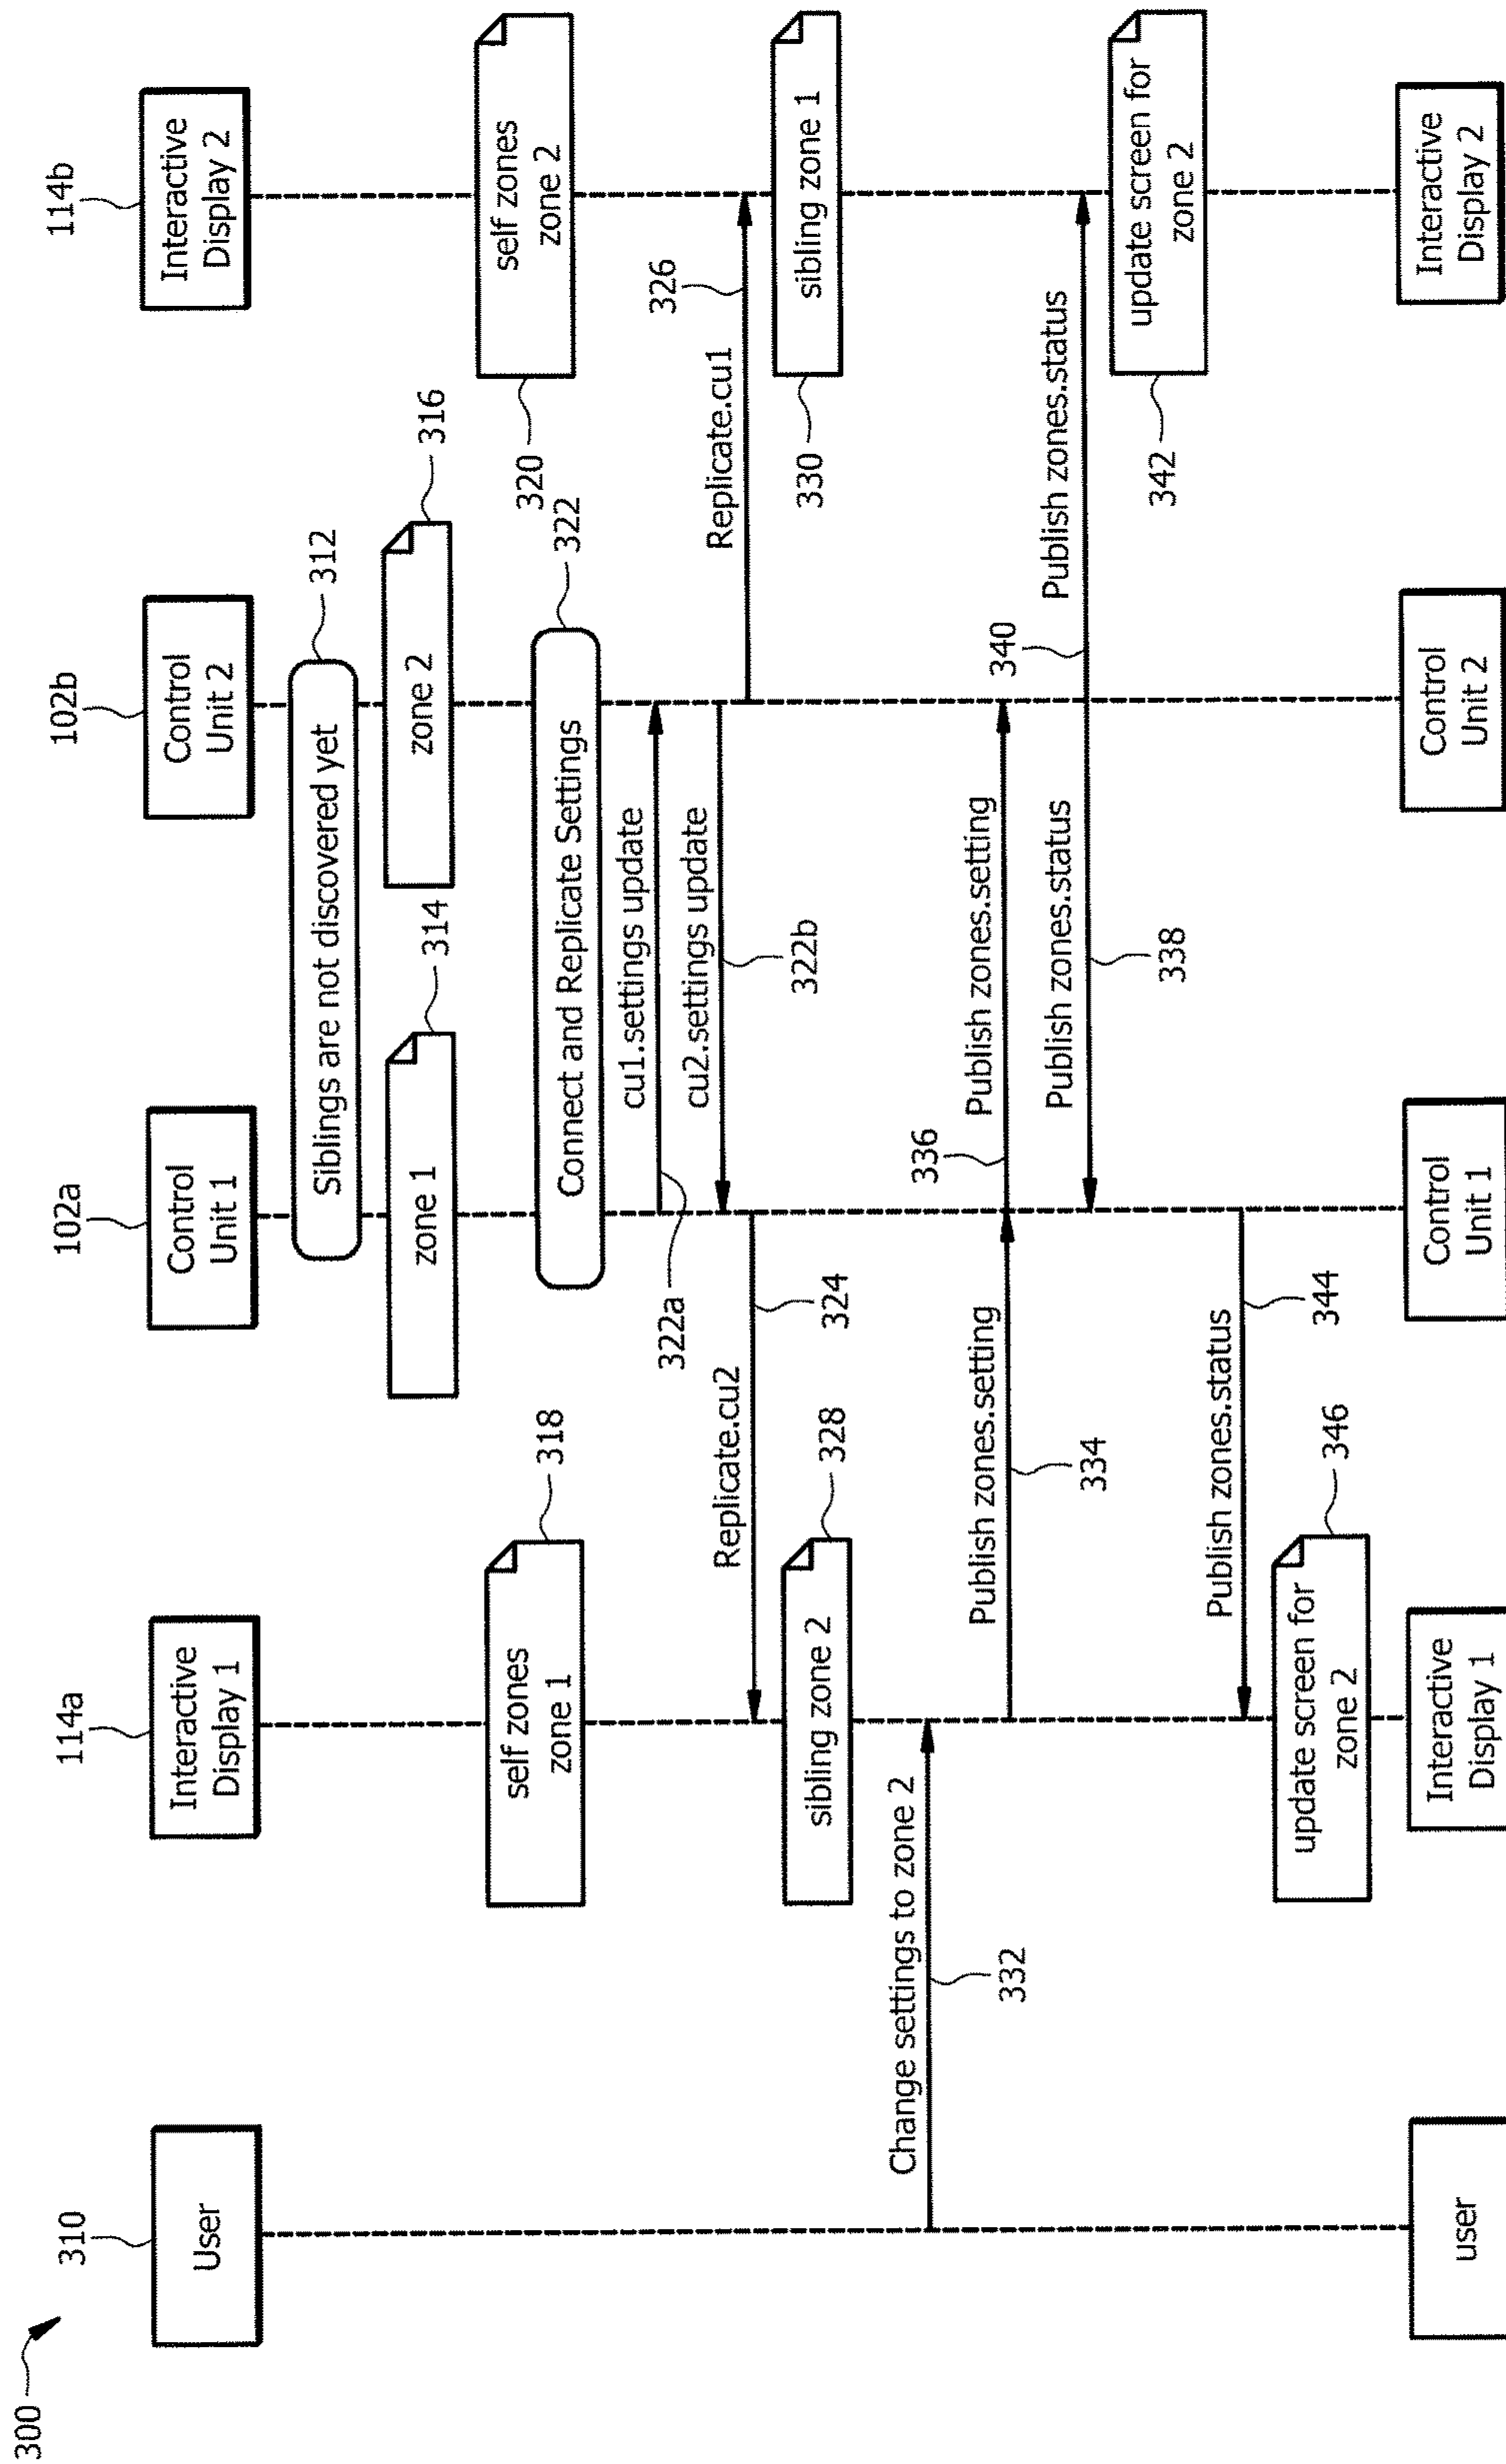 300
310
114a
102a
102b
114b
User
Interactive
Display 1
Control
Unit 1
Control
Unit 2
Interactive
Display 2
Siblings are not discovered yet
312
zone 1
314
zone 2
316
self zones
zone 1
318
self zones
zone 2
320
Connect and Replicate Settings
322
cu1.settings update
322a
cu2.settings update
322b
Replicate.cu2
324
Replicate.cu1
326
sibling zone 2
328
sibling zone 1
330
Change settings to zone 2
332
Publish zones.setting
334
Publish zones.setting
336
Publish zones.status
338
Publish zones.status
340
update screen for
zone 2
342
Publish zones.status
344
update screen for
zone 2
346
user
Interactive
Display 1
Control
Unit 1
Control
Unit 2
Interactive
Display 2